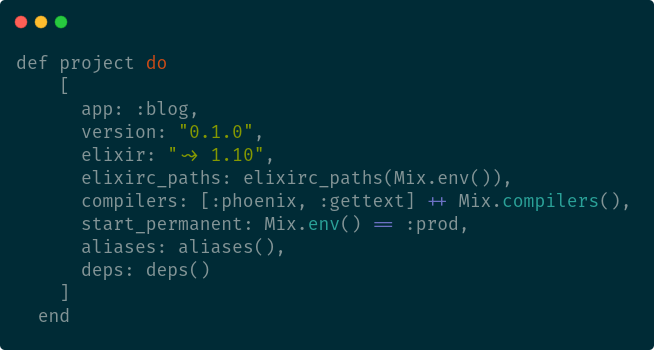 def project do
    [
      app: :blog,
      version: "0.1.0",
      elixir: "~> 1.10",
      elixirc_paths: elixirc_paths(Mix.env()),
      compilers: [:phoenix, :gettext] ++ Mix.compilers(),
      start_permanent: Mix.env() == :prod,
      aliases: aliases(),
      deps: deps()
    ]
  end